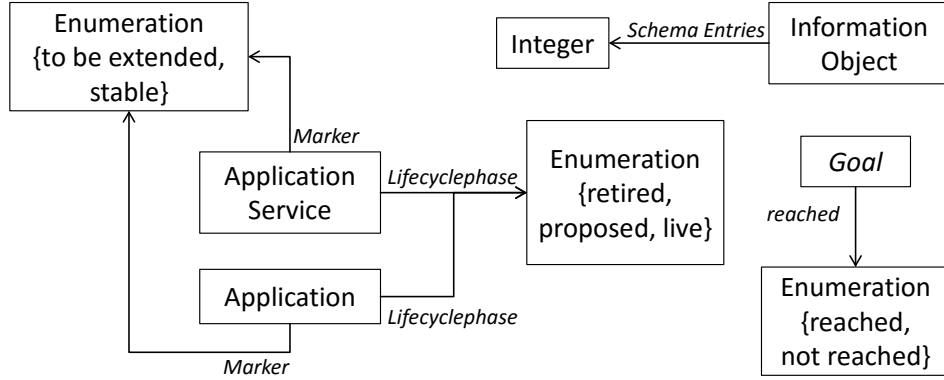 Enumeration
{to be extended,
stable}
Integer
Schema Entries
Information
Object
Marker
Application
Service
Lifecyclephase
Enumeration
{retired,
proposed, live}
Goal
reached
Application
Lifecyclephase
Marker
Enumeration
{reached,
not reached}